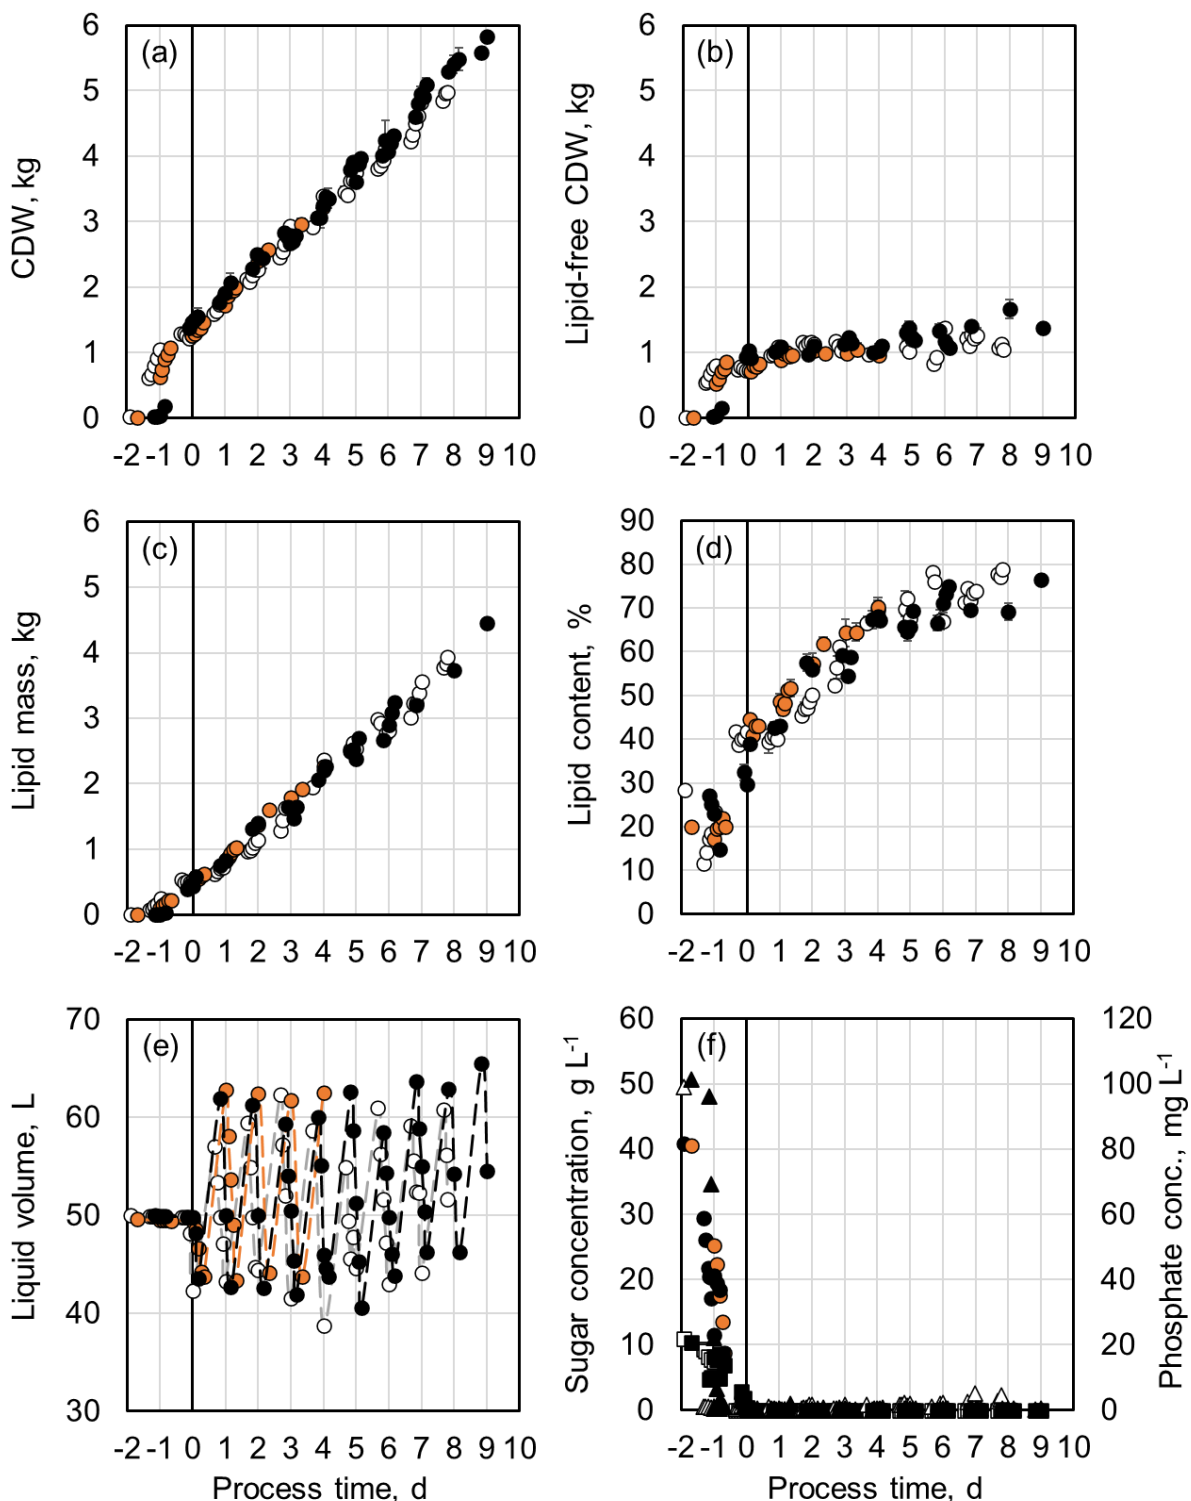 (a)
CDW, kg
6
5
4
3
2
1
0
-2 -1 0 1 2 3 4 5 6 7 8 9 10
(b)
Lipid-free CDW, kg
6
5
4
3
2
1
0
-2 -1 0 1 2 3 4 5 6 7 8 9 10
(c)
Lipid mass, kg
6
5
4
3
2
1
0
-2 -1 0 1 2 3 4 5 6 7 8 9 10
(d)
Lipid content, %
90
80
70
60
50
40
30
20
10
0
-2 -1 0 1 2 3 4 5 6 7 8 9 10
(e)
Liquid volume, L
70
60
50
40
30
-2 -1 0 1 2 3 4 5 6 7 8 9 10
Process time, d
(f)
Sugar concentration, g L-1
60
50
40
30
20
10
0
Phosphate conc., mg L-1
120
100
80
60
40
20
0
-2 -1 0 1 2 3 4 5 6 7 8 9 10
Process time, d